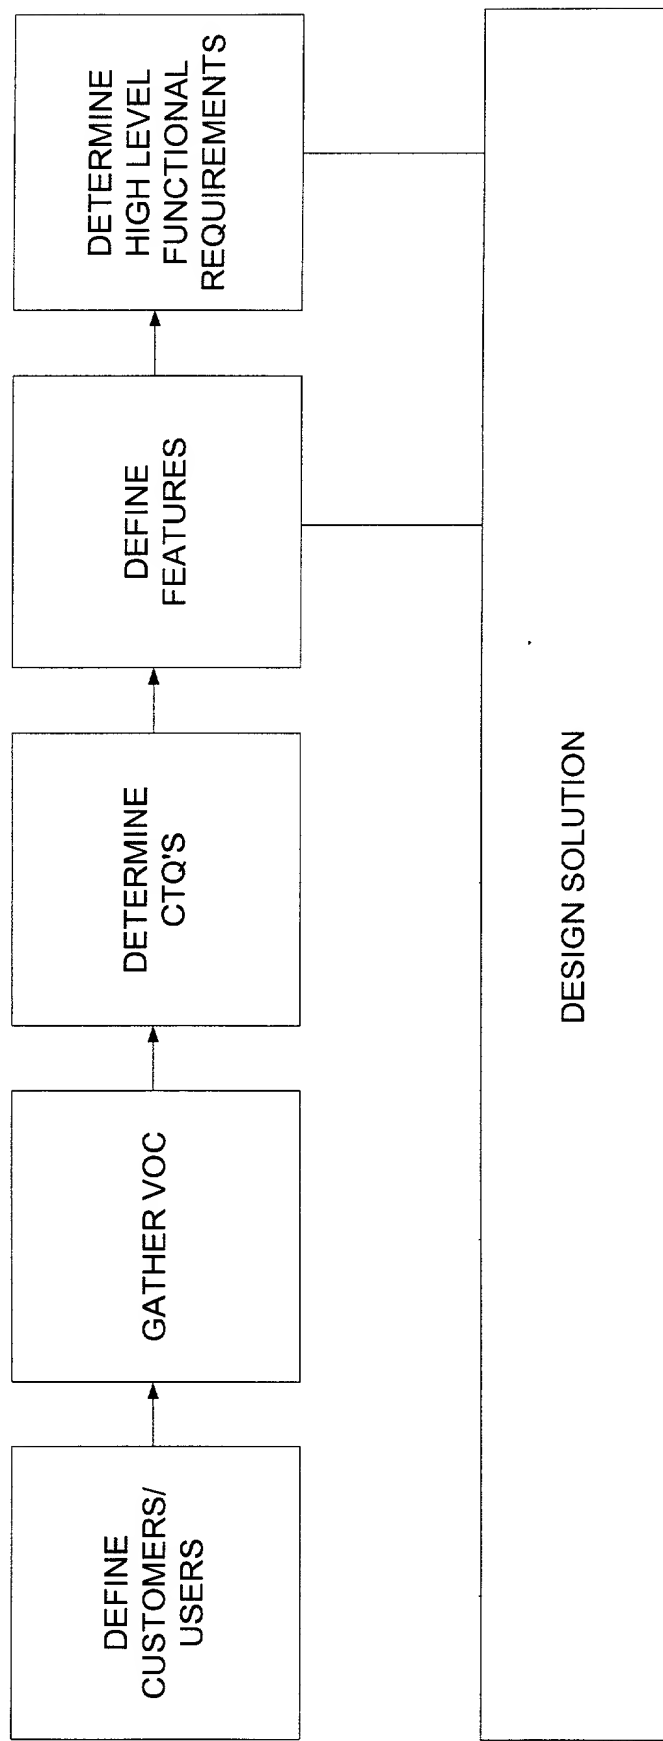 DEFINE
CUSTOMERS/
USERS
GATHER VOC
DETERMINE
CTQ'S
DEFINE
FEATURES
DETERMINE
HIGH LEVEL
FUNCTIONAL
REQUIREMENTS
DESIGN SOLUTION